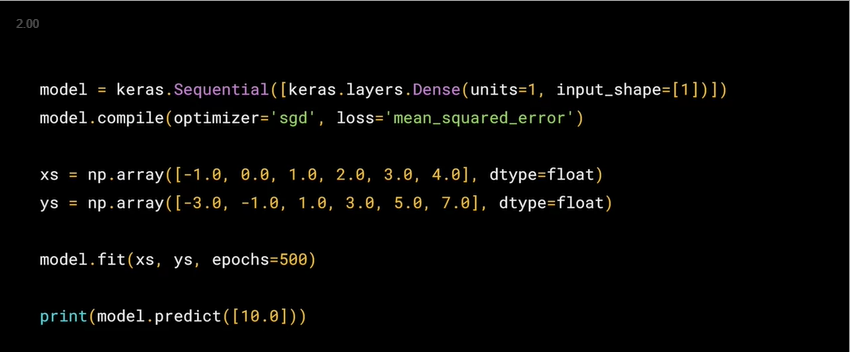 2.00
model = keras.Sequential([keras.layers.Dense(units=1, input_shape=[1])])
model.compile(optimizer='sgd', loss='mean_squared_error')
xs = np.array([-1.0, 0.0, 1.0, 2.0, 3.0, 4.0], dtype=float)
ys = np.array([-3.0, -1.0, 1.0, 3.0, 5.0, 7.0], dtype=float)
model.fit(xs, ys, epochs=500)
print(model.predict([10.0]))